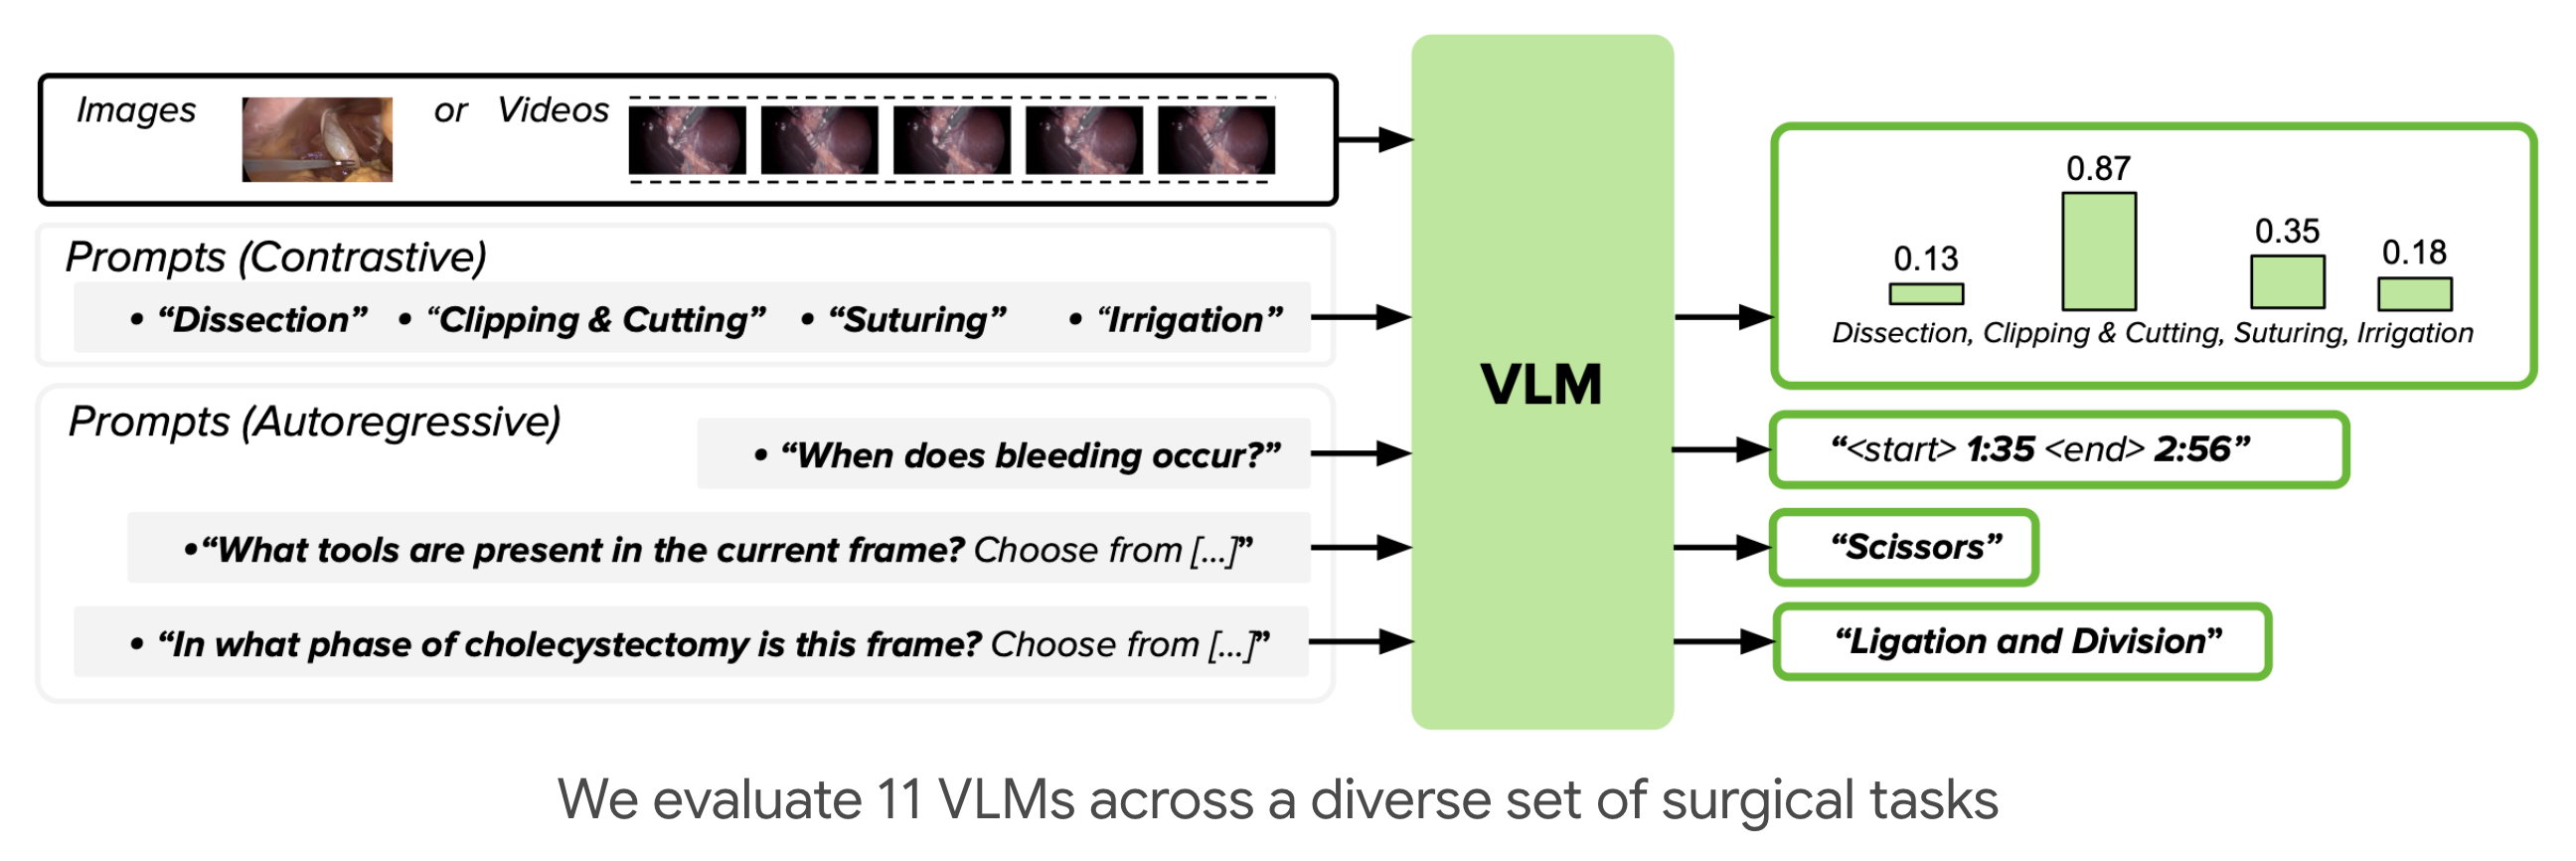 Images or Videos
Prompts (Contrastive)
• “Dissection” • “Clipping & Cutting” • “Suturing” • “Irrigation”
Prompts (Autoregressive)
• “When does bleeding occur?”
•“What tools are present in the current frame? Choose from [...]”
• “In what phase of cholecystectomy is this frame? Choose from [...]”
VLM
0.13
0.87
0.35
0.18
Dissection, Clipping & Cutting, Suturing, Irrigation
“<start> 1:35 <end> 2:56”
“Scissors”
“Ligation and Division”
We evaluate 11 VLMs across a diverse set of surgical tasks